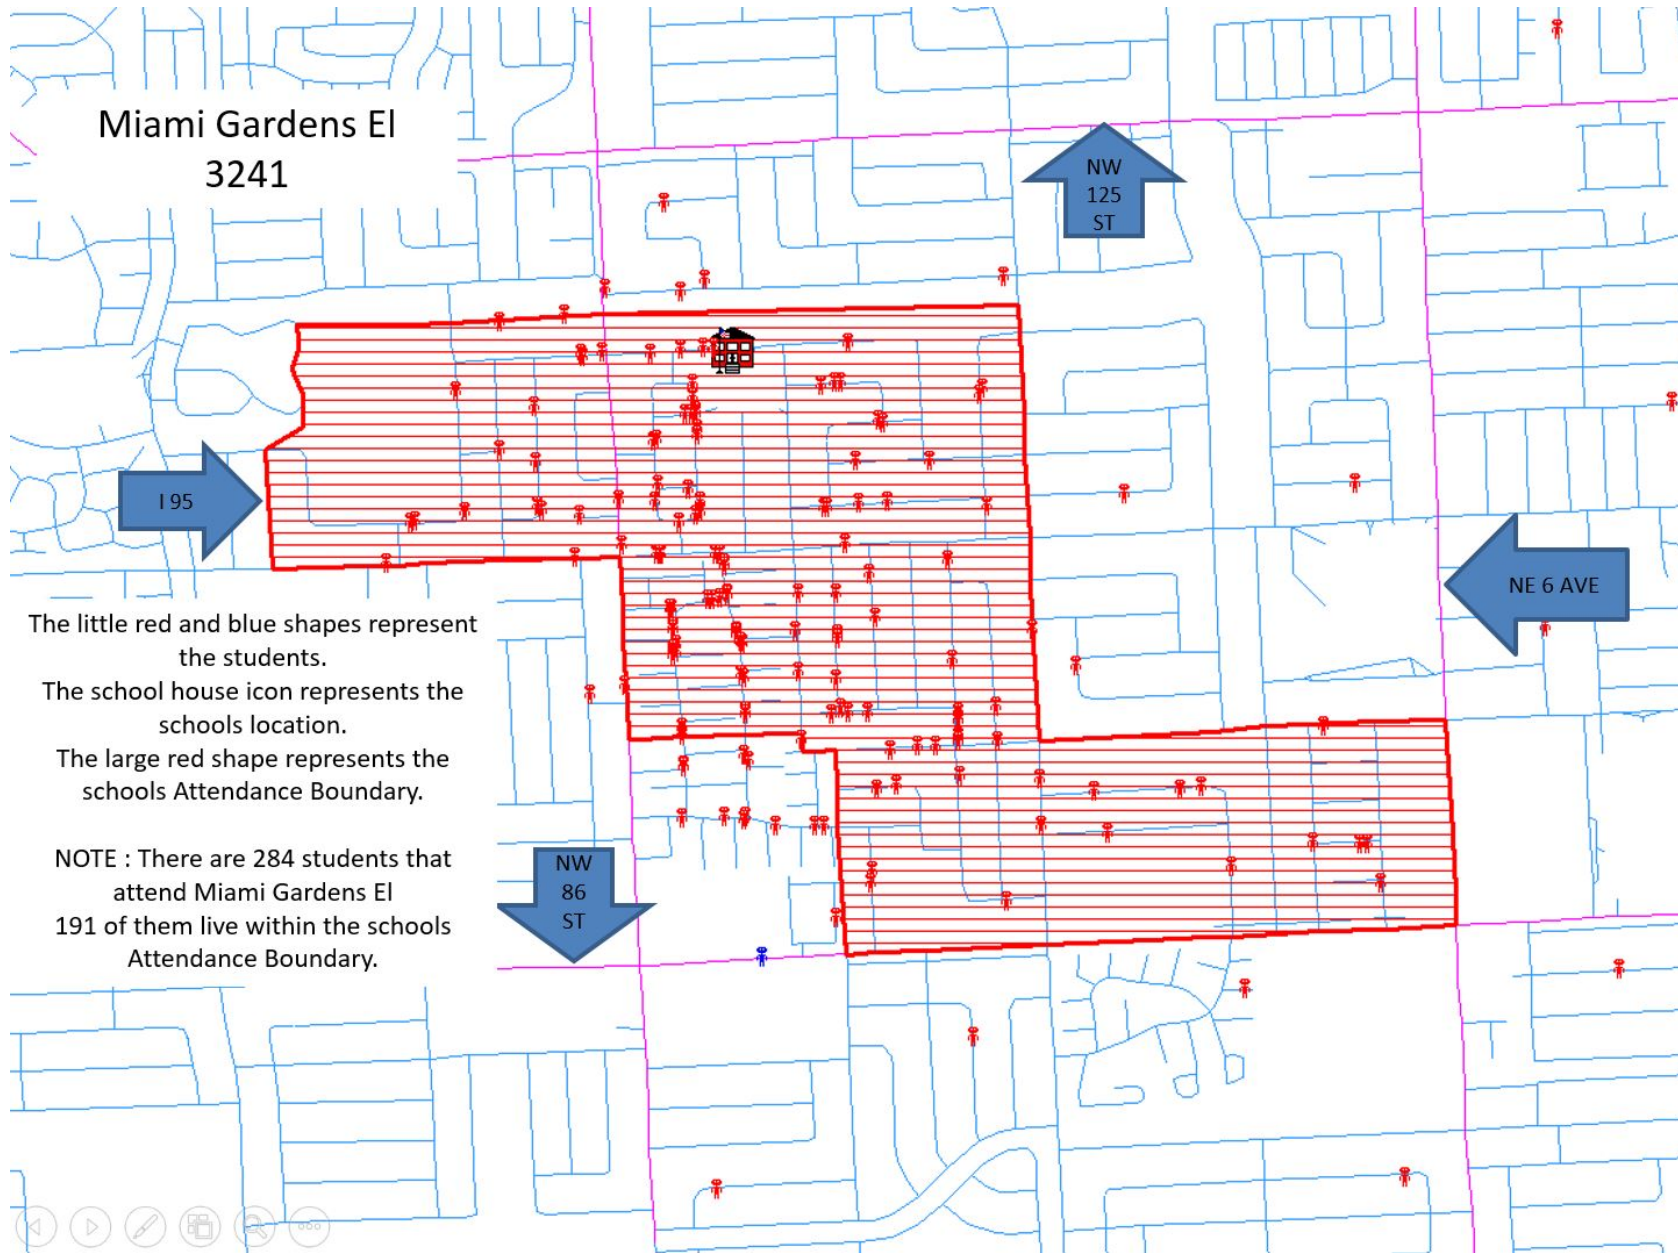 Miami Gardens El
3241
NW
125
ST
I 95
NE 6 AVE
The little red and blue shapes represent
the students.
The school house icon represents the
schools location.
The large red shape represents the
schools Attendance Boundary.
NOTE : There are 284 students that
attend Miami Gardens El
191 of them live within the schools
Attendance Boundary.
NW
86
ST